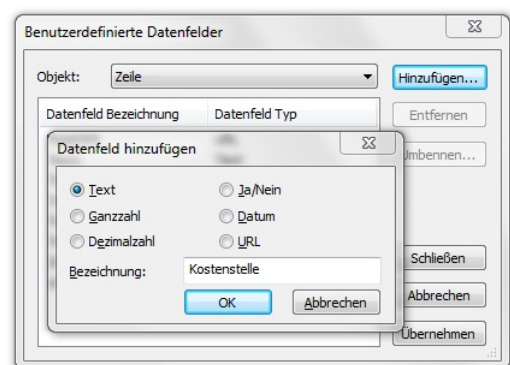 Benutzerdefinierte Datenfelder
Objekt: Zeile
Hinzufügen...
Datenfeld Bezeichnung Datenfeld Typ
Entfernen
Umbennen...
Datenfeld hinzufügen
Text Ja/Nein
Ganzzahl Datum
Dezimalzahl URL
Bezeichnung: Kostenstelle
OK Abbrechen
Schließen
Abbrechen
Übernehmen